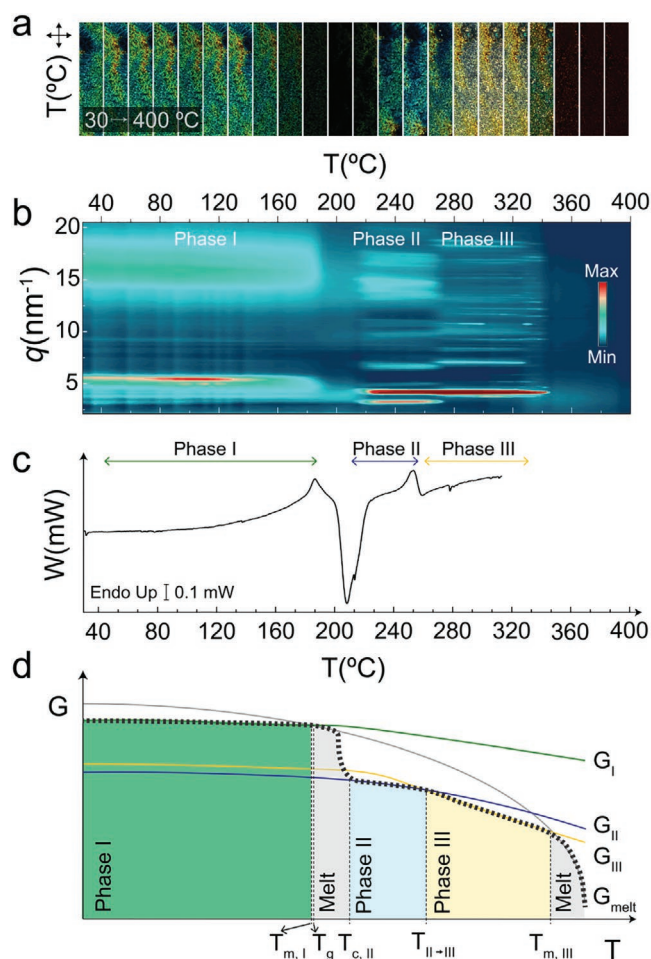 a
T(ºC)
30→400 ºC
T(ºC)
40 80 120 160 200 240 280 320 360 400
b
Phase I Phase II Phase III
20
15
10
5
q(nm⁻¹)
Max
Min
c
Phase I Phase II Phase III
W(mW)
Endo Up 0.1 mW
40 80 120 160 200 240 280 320 360 400
T(ºC)
d
G
G_I
G_II
G_III
G_melt
Phase I
Melt
Phase II
Phase III
Melt
T_m, I T_g T_c, II T_II→III T_m, III T